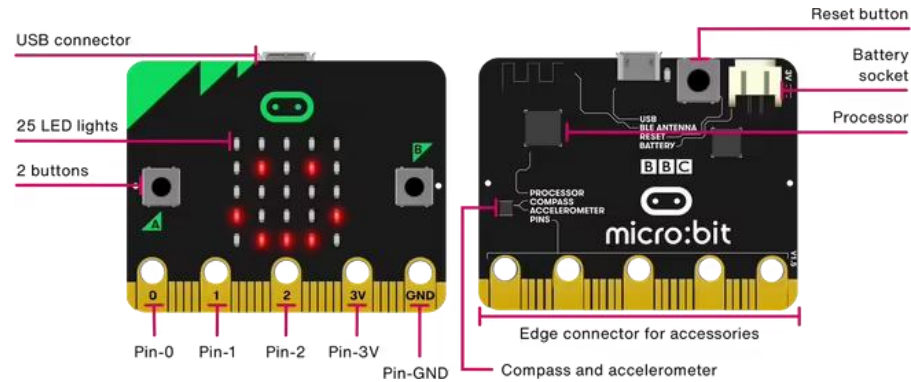 Reset button
USB connector
Battery
socket
25 LED lights
Processor
2 buttons
A
B
0
1
2
3V
GND
Pin-0
Pin-1
Pin-2
Pin-3V
Pin-GND
USB
BLE ANTENNA
RESET
BATTERY
BBC
PROCESSOR
COMPASS
ACCELEROMETER
PINS
micro:bit
V1.5
3V
Edge connector for accessories
Compass and accelerometer